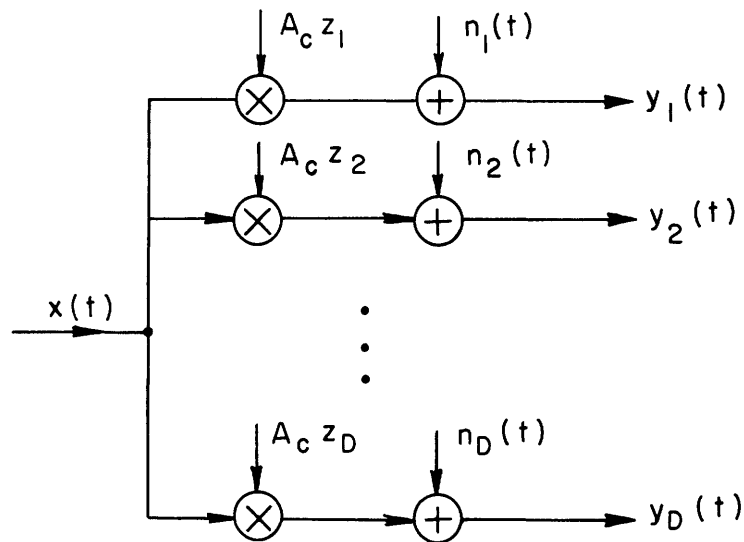 A_c z_1
n_1(t)
y_1(t)
A_c z_2
n_2(t)
y_2(t)
x(t)
A_c z_D
n_D(t)
y_D(t)